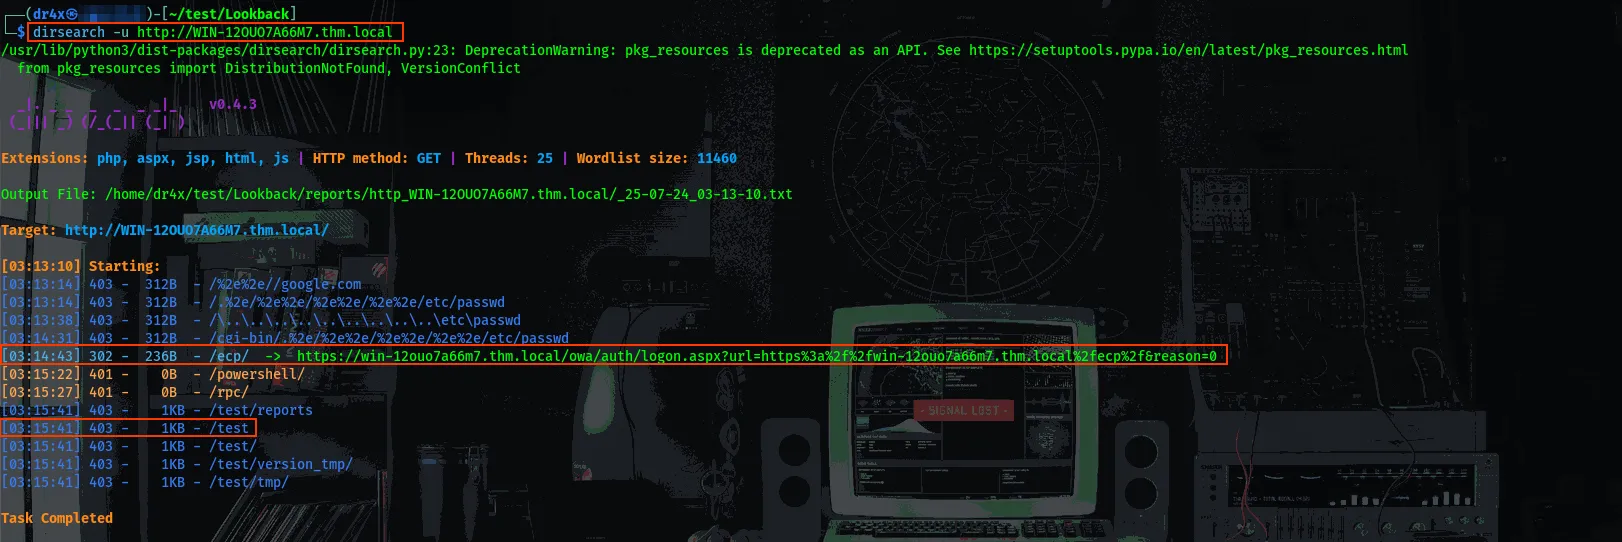 (dr4x㉿ )-[~/test/Lookback]
$ dirsearch -u http://WIN-12OUO7A66M7.thm.local
/usr/lib/python3/dist-packages/dirsearch/dirsearch.py:23: DeprecationWarning: pkg_resources is deprecated as an API. See https://setuptools.pypa.io/en/latest/pkg_resources.html
from pkg_resources import DistributionNotFound, VersionConflict
v0.4.3
Extensions: php, aspx, jsp, html, js | HTTP method: GET | Threads: 25 | Wordlist size: 11460
Output File: /home/dr4x/test/Lookback/reports/http_WIN-12OUO7A66M7.thm.local/_25-07-24_03-13-10.txt
Target: http://WIN-12OUO7A66M7.thm.local/
[03:13:10] Starting:
[03:13:14] 403 - 312B - /%2e%2e//google.com
[03:13:14] 403 - 312B - /.%2e/%2e%2e/%2e%2e/%2e%2e/etc/passwd
[03:13:38] 403 - 312B - /\..\..\..\..\..\..\..\..\..\etc\passwd
[03:14:31] 403 - 312B - /cgi-bin/.%2e/%2e%2e/%2e%2e/%2e%2e/etc/passwd
[03:14:43] 302 - 236B - /ecp/ -> https://win-12ouo7a66m7.thm.local/owa/auth/logon.aspx?url=https%3a%2f%2fwin-12ouo7a66m7.thm.local%2fecp%2f&reason=0
[03:15:22] 401 - 0B - /powershell/
[03:15:27] 401 - 0B - /rpc/
[03:15:41] 403 - 1KB - /test/reports
[03:15:41] 403 - 1KB - /test
[03:15:41] 403 - 1KB - /test/
[03:15:41] 403 - 1KB - /test/version_tmp/
[03:15:41] 403 - 1KB - /test/tmp/
Task Completed
- SIGNAL LOST -